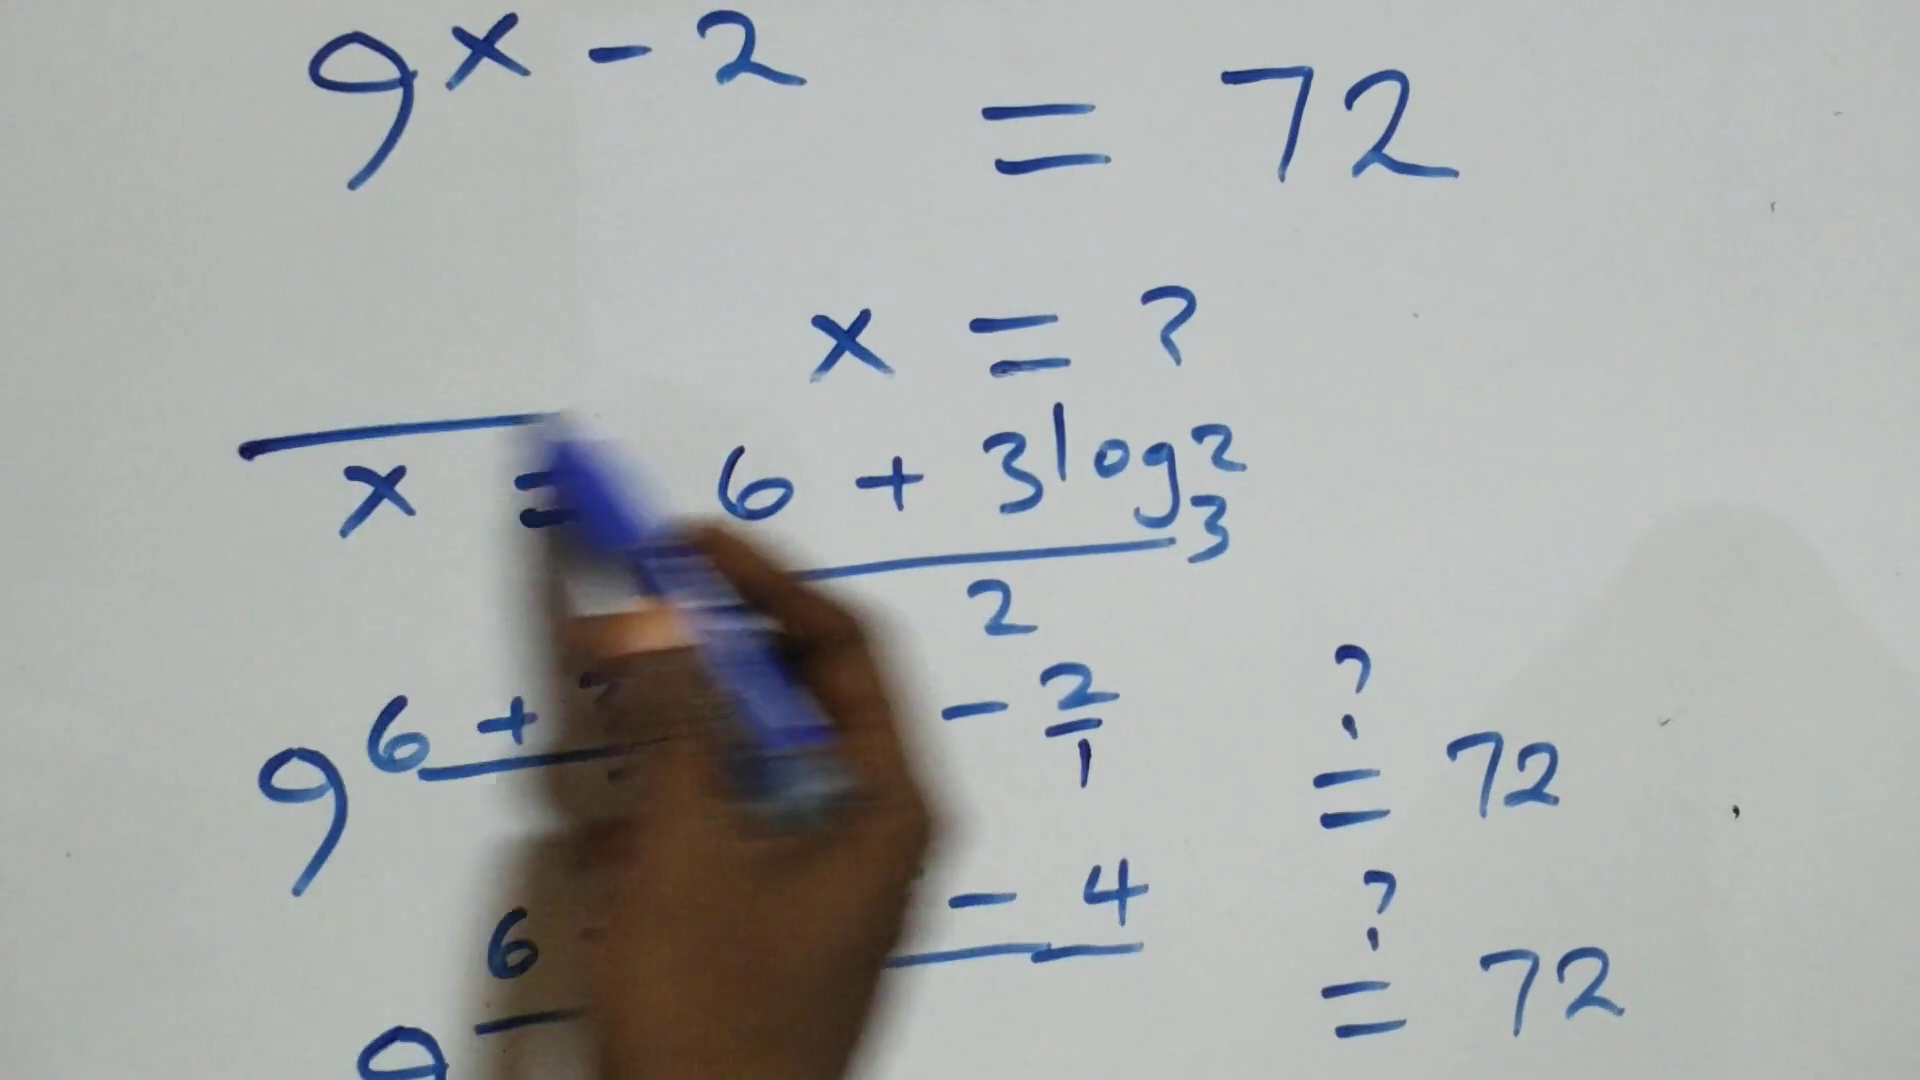 9^x - 2 = 72
x = ?
x = 6 + 3log₃2
2
9^6 + - 2/1 ?= 72
6 - 4 ?= 72
9